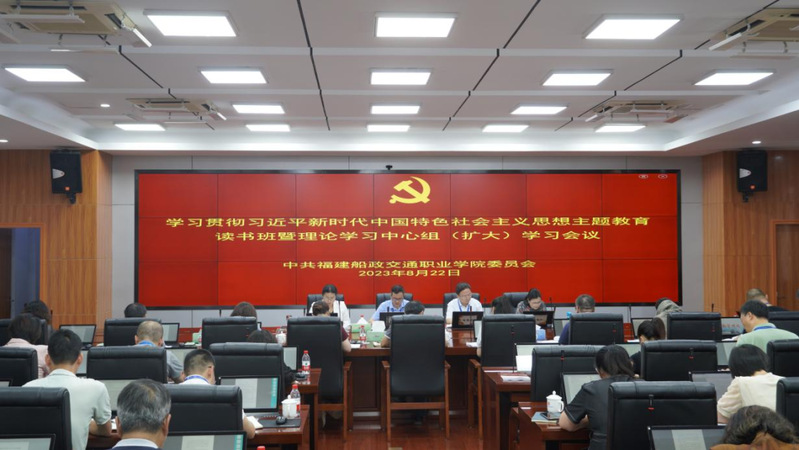 学习贯彻习近平新时代中国特色社会主义思想主题教育
读书班暨理论学习中心组（扩大）学习会议
中共福建船政交通职业学院委员会
2023年8月22日